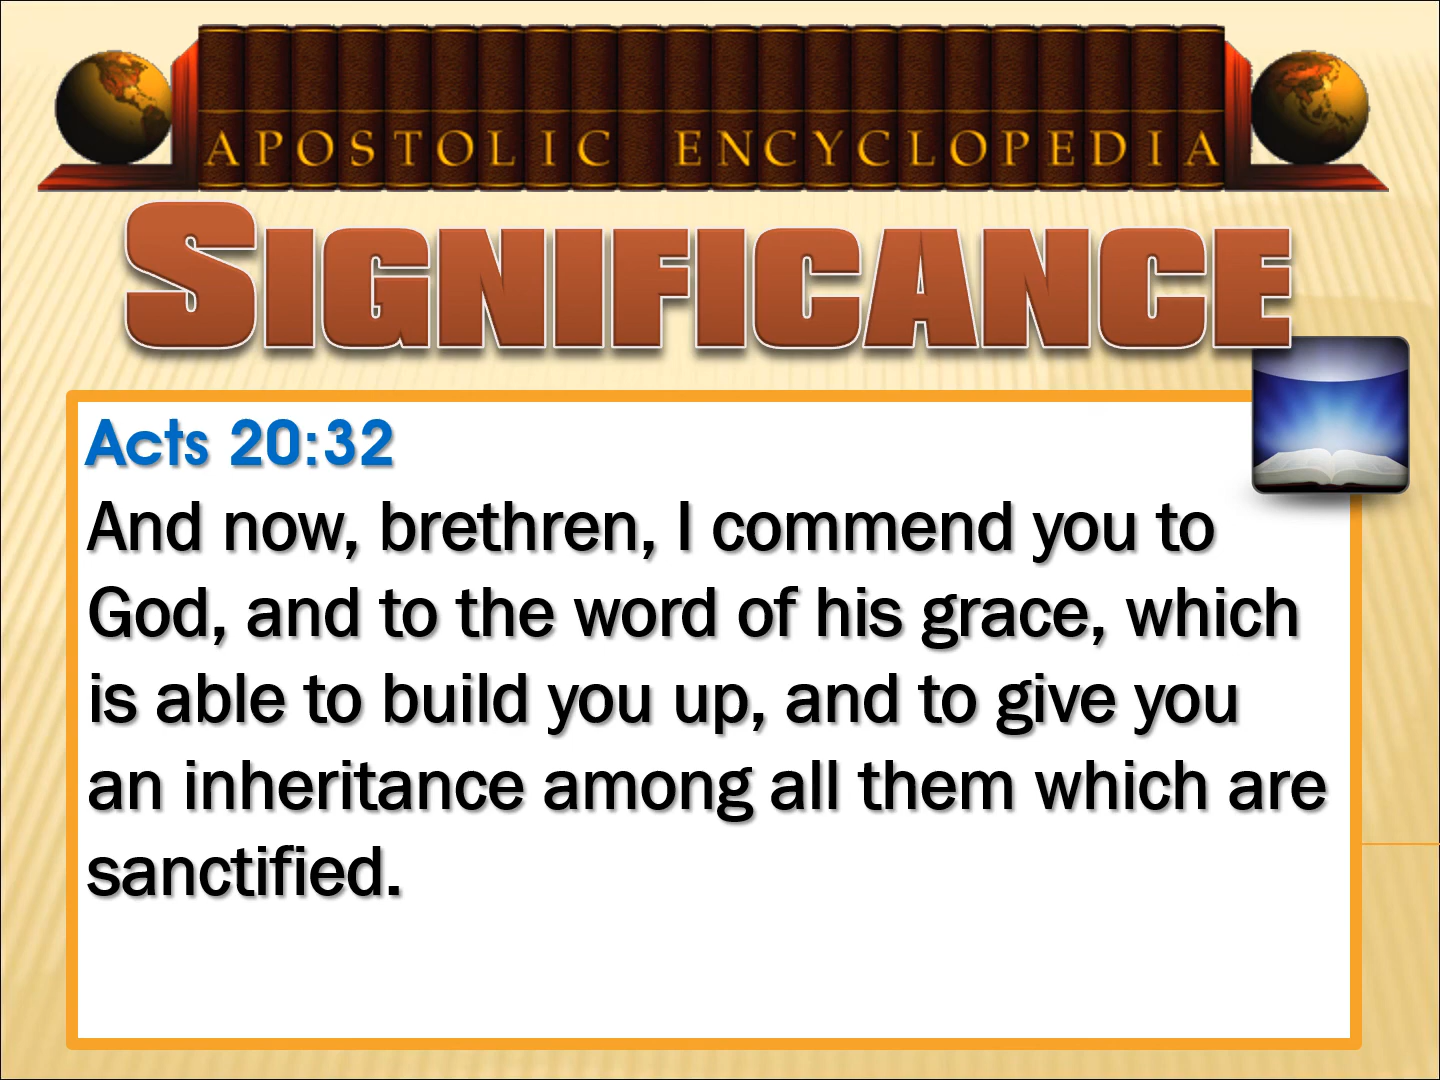 APOSTOLIC ENCYCLOPEDIA
SIGNIFICANCE
Acts 20:32
And now, brethren, I commend you to
God, and to the word of his grace, which
is able to build you up, and to give you
an inheritance among all them which are
sanctified.